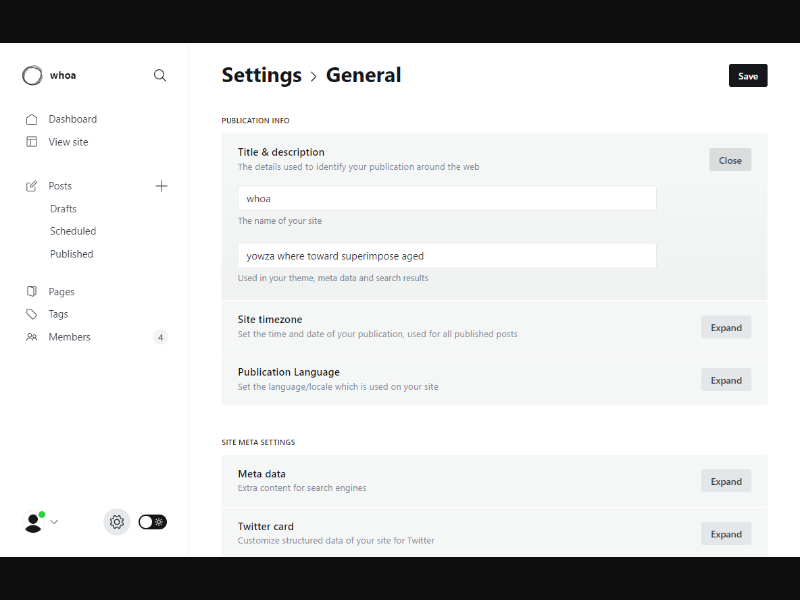 whoa
Settings > General
Save
Dashboard
View site
Posts
Drafts
Scheduled
Published
Pages
Tags
Members
4
PUBLICATION INFO
Title & description
The details used to identify your publication around the web
Close
whoa
The name of your site
yowza where toward superimpose aged
Used in your theme, meta data and search results
Site timezone
Set the time and date of your publication, used for all published posts
Expand
Publication Language
Set the language/locale which is used on your site
Expand
SITE META SETTINGS
Meta data
Extra content for search engines
Expand
Twitter card
Customize structured data of your site for Twitter
Expand